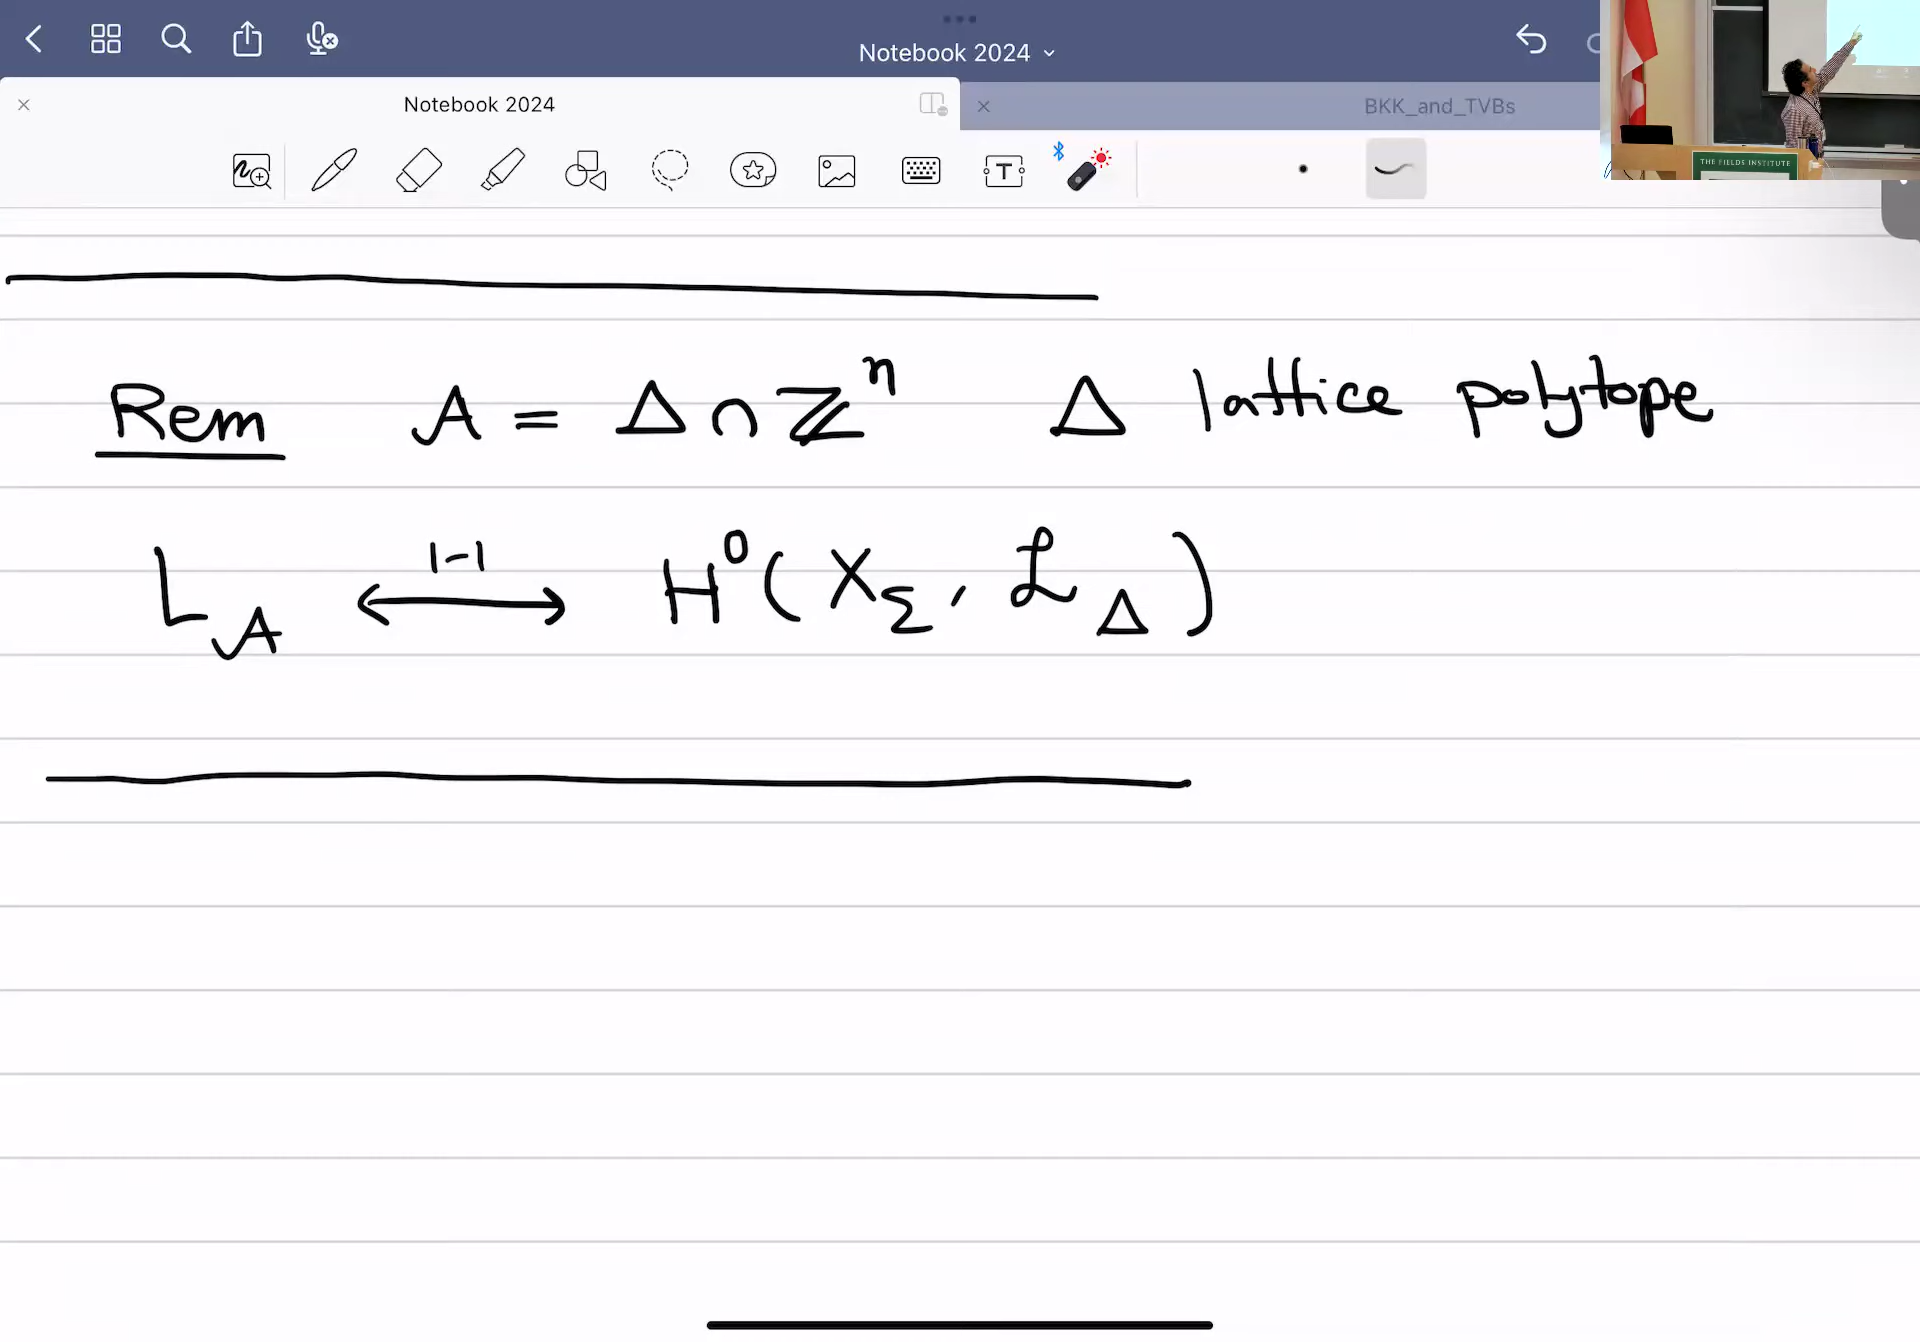 Notebook 2024
Notebook 2024
BKK_and_TVBs
THE FIELDS INSTITUTE
Rem A = Δ ∩ ℤⁿ Δ lattice polytope
L_A ⟷ 1-1 H⁰(X_Σ, ℒ_Δ)